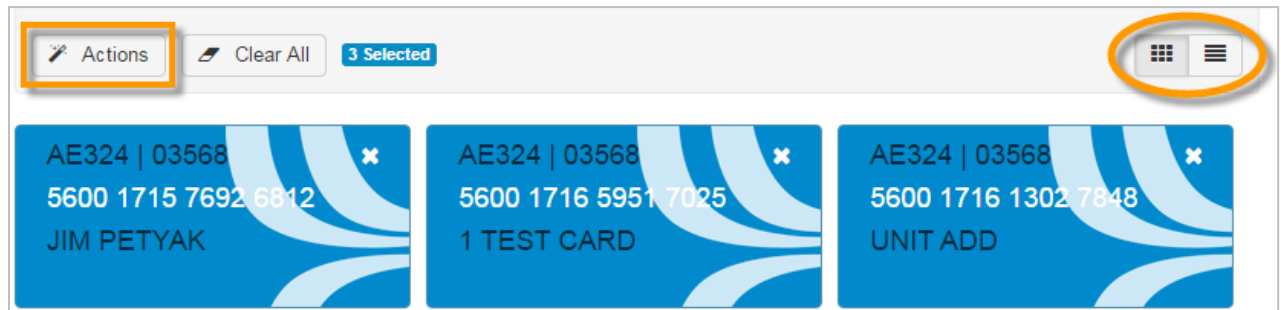 Actions Clear All 3 Selected
AE324 | 03568 AE324 | 03568 AE324 | 03568
5600 1715 7692 6812 5600 1716 5951 7025 5600 1716 1302 7848
JIM PETYAK 1 TEST CARD UNIT ADD